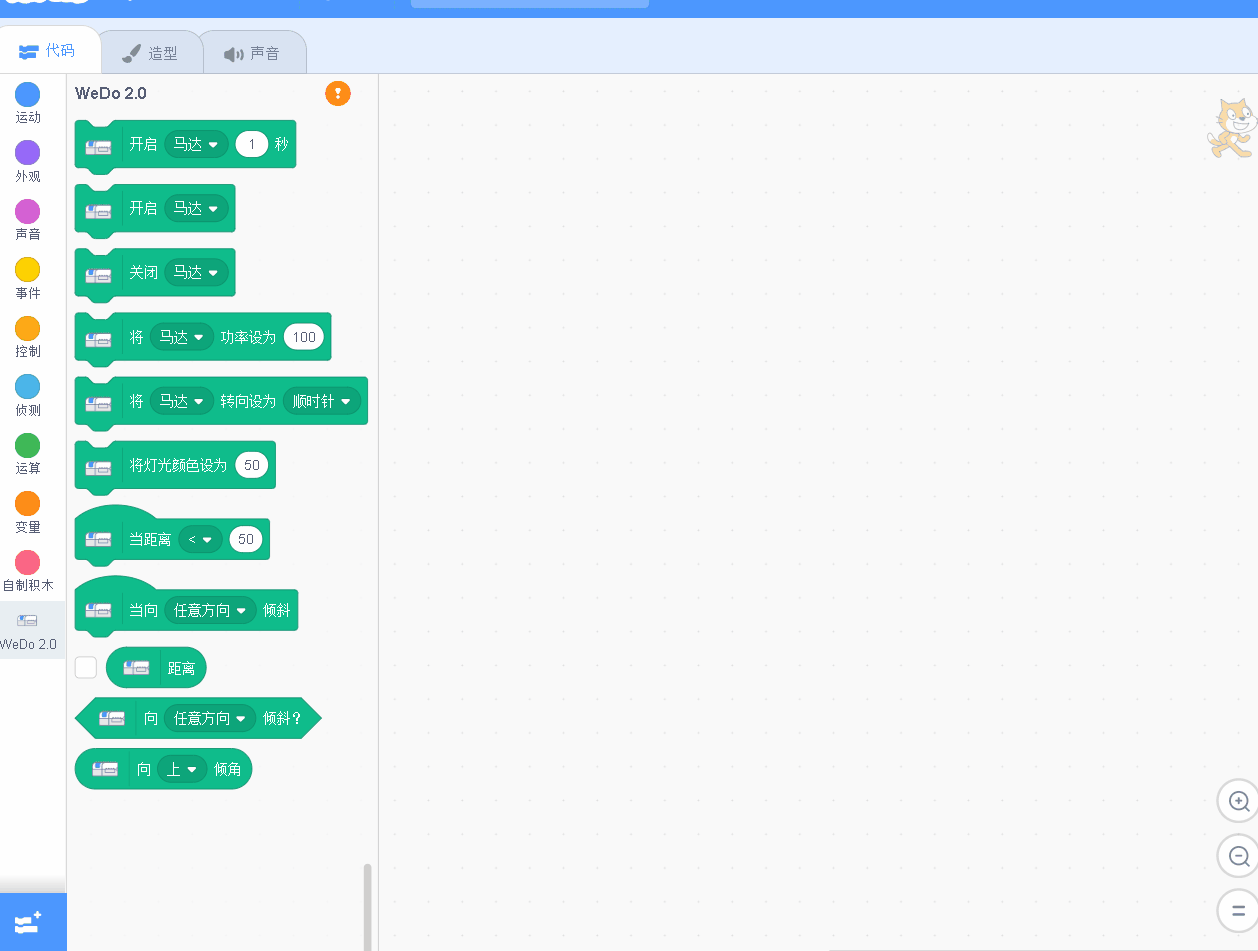 代码
造型
声音
运动
外观
声音
事件
控制
侦测
运算
变量
自制积木
WeDo 2.0
WeDo 2.0
开启 马达 1 秒
开启 马达
关闭 马达
将 马达 功率设为 100
将 马达 转向设为 顺时针
将灯光颜色设为 50
当距离 < 50
当向 任意方向 倾斜
距离
向 任意方向 倾斜?
向 上 倾角